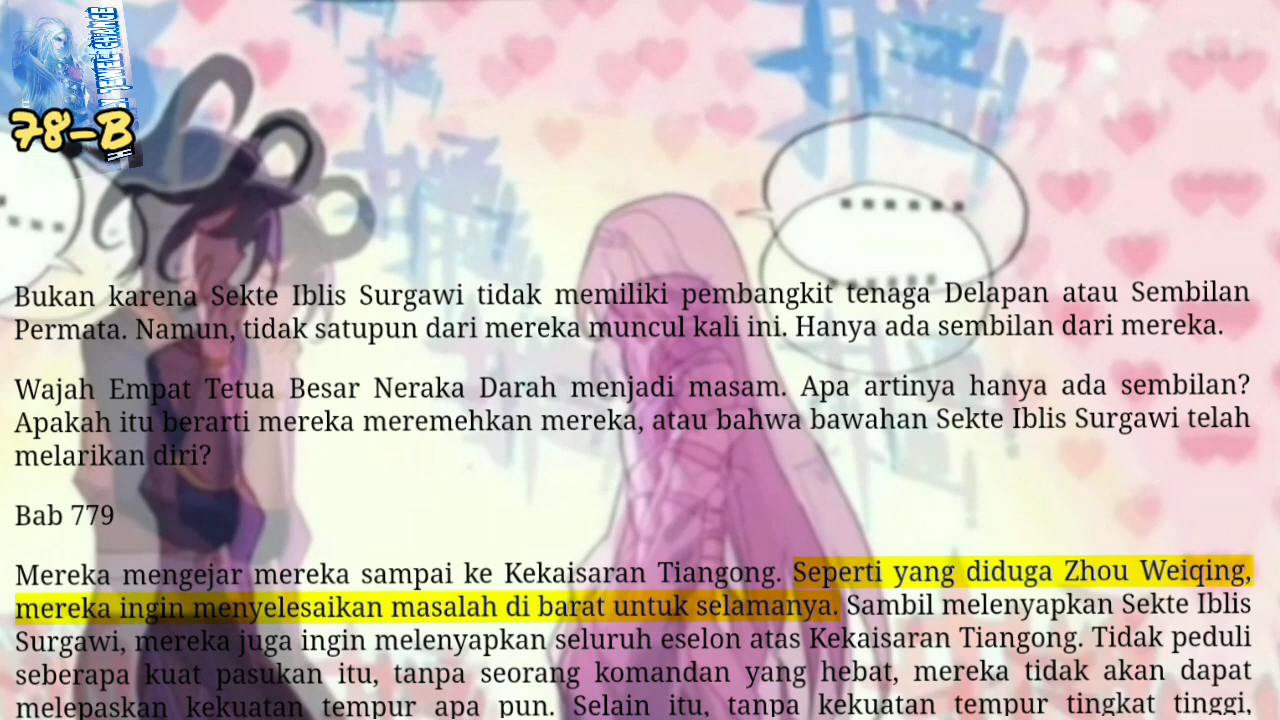 78-B
Bukan karena Sekte Iblis Surgawi tidak memiliki pembangkit tenaga Delapan atau Sembilan
Permata. Namun, tidak satupun dari mereka muncul kali ini. Hanya ada sembilan dari mereka.
Wajah Empat Tetua Besar Neraka Darah menjadi masam. Apa artinya hanya ada sembilan?
Apakah itu berarti mereka meremehkan mereka, atau bahwa bawahan Sekte Iblis Surgawi telah
melarikan diri?
Bab 779
Mereka mengejar mereka sampai ke Kekaisaran Tiangong. Seperti yang diduga Zhou Weiqing,
mereka ingin menyelesaikan masalah di barat untuk selamanya. Sambil melenyapkan Sekte Iblis
Surgawi, mereka juga ingin melenyapkan seluruh eselon atas Kekaisaran Tiangong. Tidak peduli
seberapa kuat pasukan itu, tanpa seorang komandan yang hebat, mereka tidak akan dapat
melepaskan kekuatan tempur apa pun. Selain itu, tanpa kekuatan tempur tingkat tinggi,